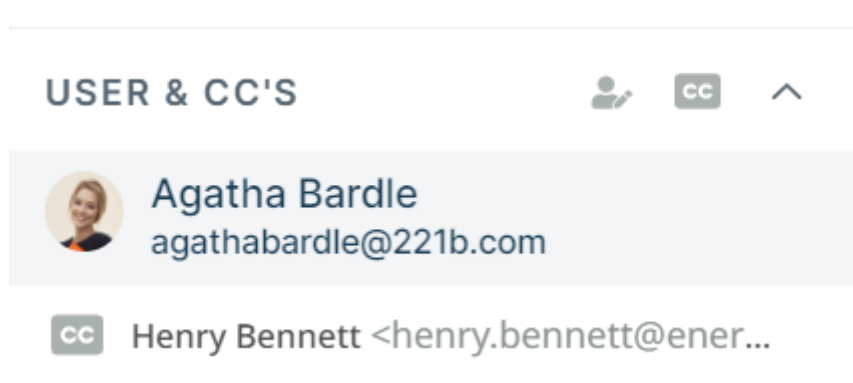 USER & CC'S CC
Agatha Bardle
agathabardle@221b.com
CC Henry Bennett <henry.bennett@ener...